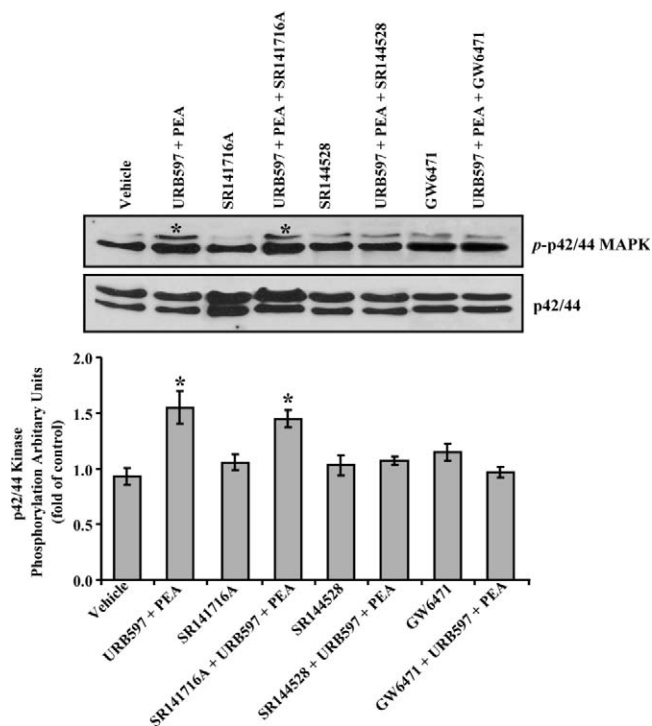 Vehicle
URB597 + PEA
SR141716A
URB597 + PEA + SR141716A
SR144528
URB597 + PEA + SR144528
GW6471
URB597 + PEA + GW6471
* *
p-p42/44 MAPK
p42/44
p42/44 Kinase
Phosphorylation Arbitary Units
(fold of control)
2.0
1.5
1.0
0.5
0.0
* *
Vehicle
URB597 + PEA
SR141716A
SR141716A + URB597 + PEA
SR144528
SR144528 + URB597 + PEA
GW6471
GW6471 + URB597 + PEA